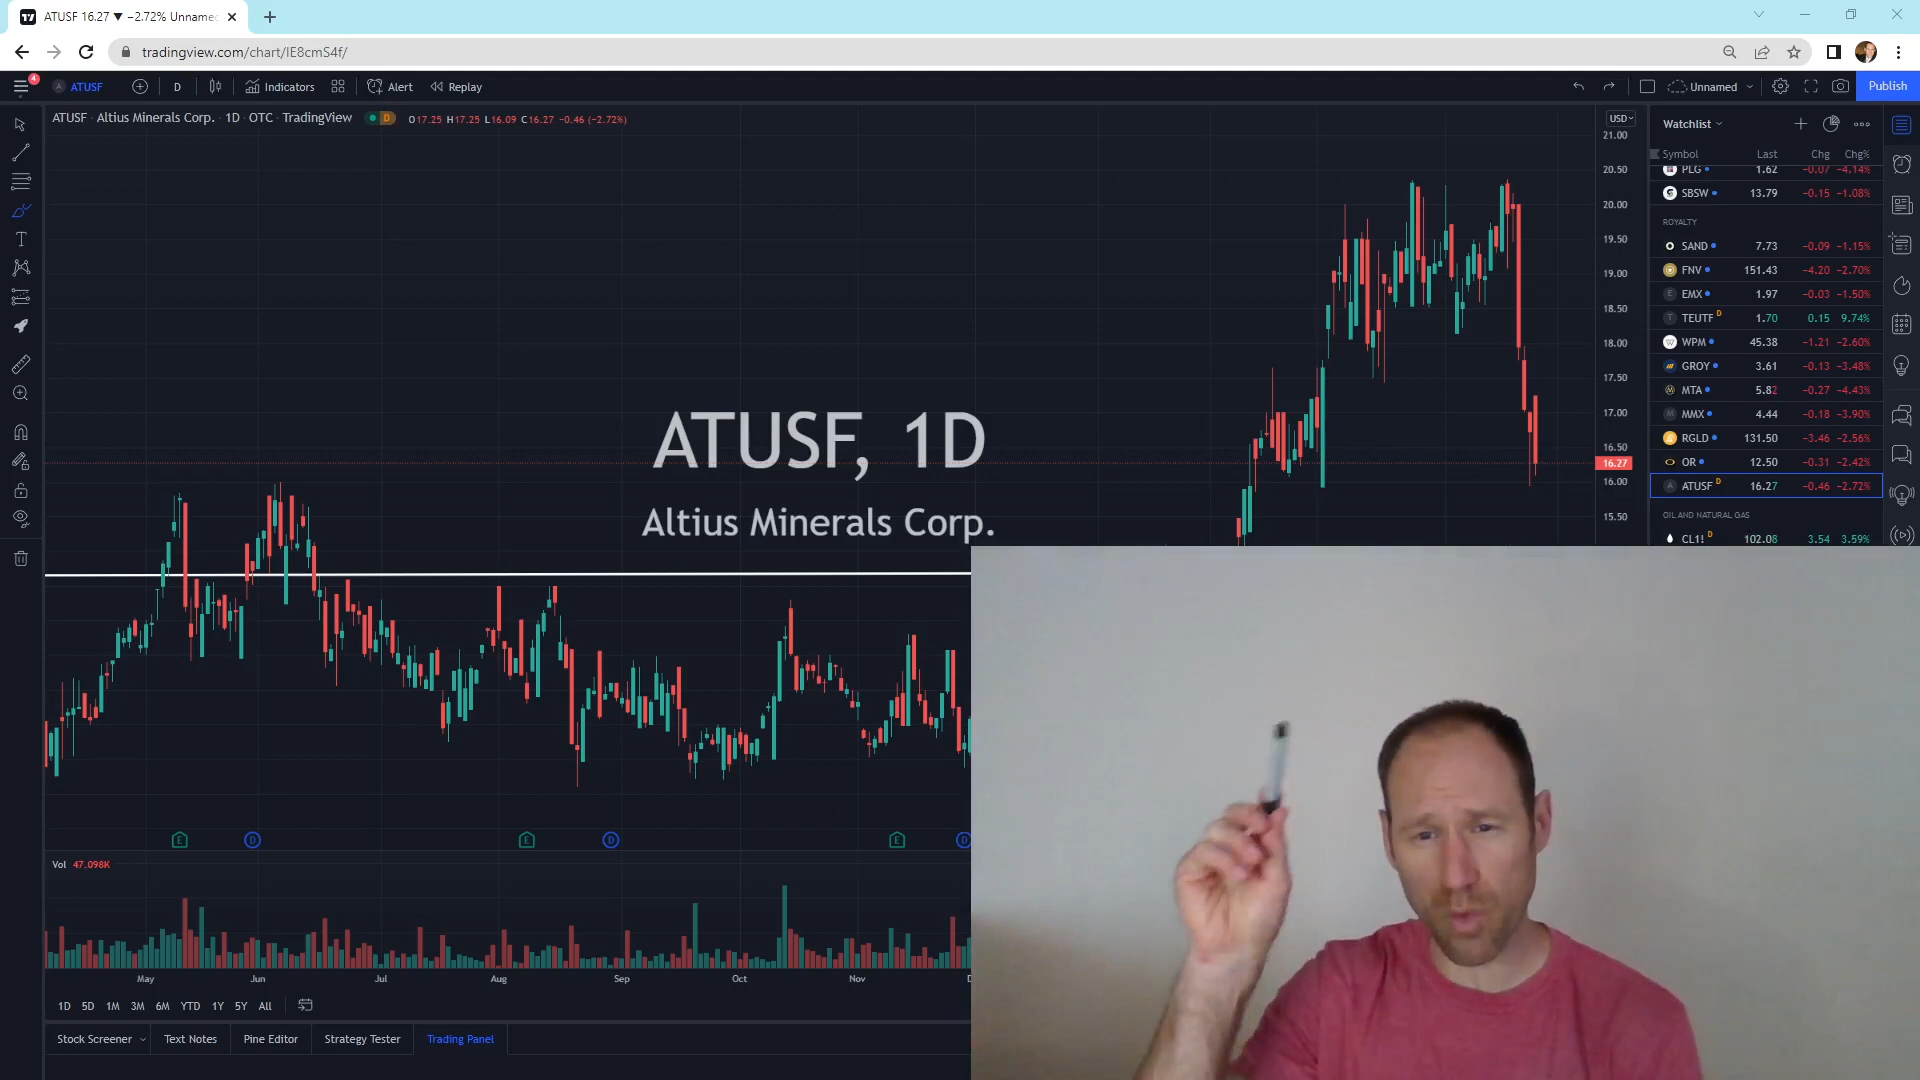 ATUSF 16.27 ▼ −2.72% Unnamed
tradingview.com/chart/IE8cmS4f/
4
ATUSF
D
Indicators
Alert
Replay
Unnamed
Publish
ATUSF · Altius Minerals Corp. · 1D · OTC · TradingView
D
O17.25 H17.25 L16.09 C16.27 −0.46 (−2.72%)
USD
21.00
20.50
20.00
19.50
19.00
18.50
18.00
17.50
17.00
16.50
16.27
16.00
15.50
ATUSF, 1D
Altius Minerals Corp.
Watchlist
Symbol Last Chg Chg%
PLG 1.62 −0.07 −4.14%
SBSW 13.79 −0.15 −1.08%
ROYALTY
SAND 7.73 −0.09 −1.15%
FNV 151.43 −4.20 −2.70%
E EMX 1.97 −0.03 −1.50%
T TEUTF D 1.70 0.15 9.74%
WPM 45.38 −1.21 −2.60%
GROY 3.61 −0.13 −3.48%
MTA 5.82 −0.27 −4.43%
M MMX 4.44 −0.18 −3.90%
RGLD 131.50 −3.46 −2.56%
OR 12.50 −0.31 −2.42%
A ATUSF D 16.27 −0.46 −2.72%
OIL AND NATURAL GAS
CL1! D 102.08 3.54 3.59%
E D E D E D
Vol 47.098K
May Jun Jul Aug Sep Oct Nov D
1D 5D 1M 3M 6M YTD 1Y 5Y All
Stock Screener Text Notes Pine Editor Strategy Tester Trading Panel